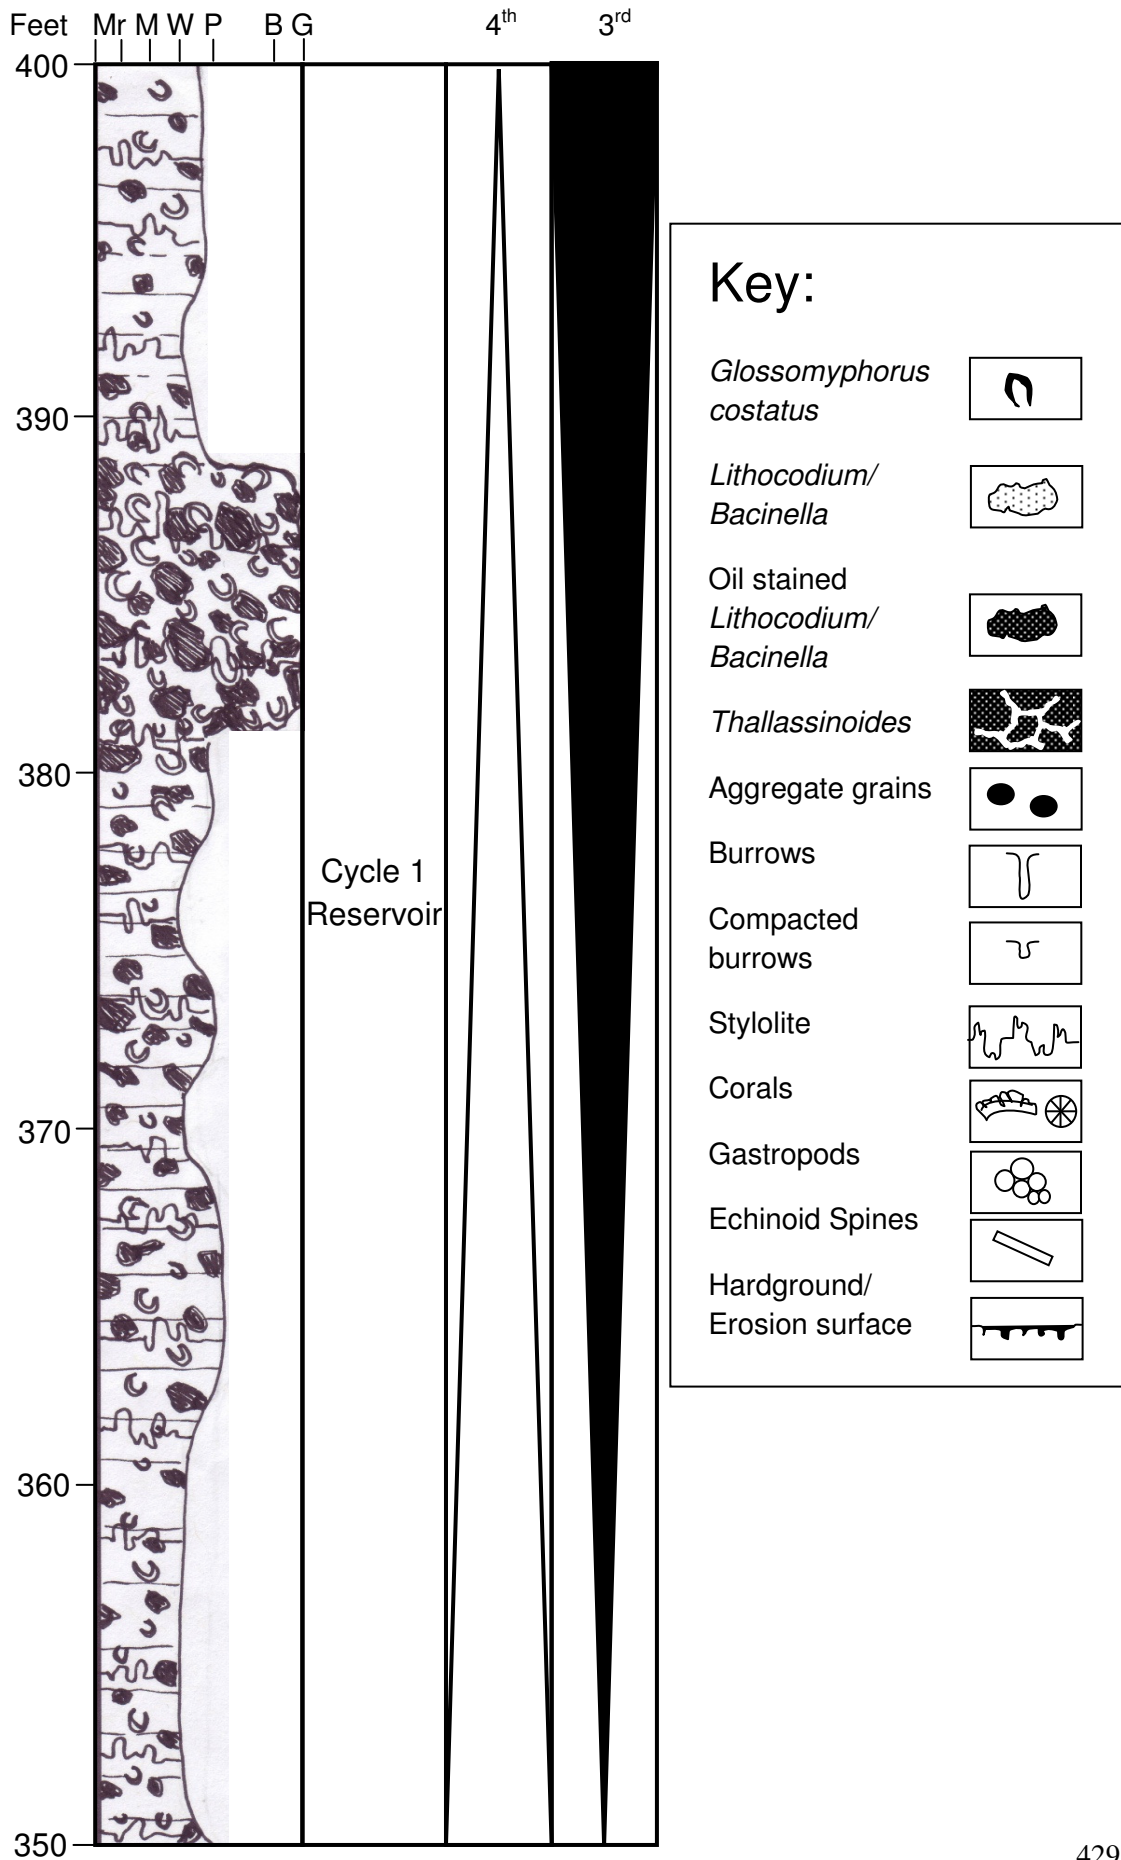 Feet Mr M W P B G 4th 3rd
400
390
380
370
360
350
Cycle 1
Reservoir
Key:
Glossomyphorus
costatus
Lithocodium/
Bacinella
Oil stained
Lithocodium/
Bacinella
Thallassinoides
Aggregate grains
Burrows
Compacted
burrows
Stylolite
Corals
Gastropods
Echinoid Spines
Hardground/
Erosion surface
429